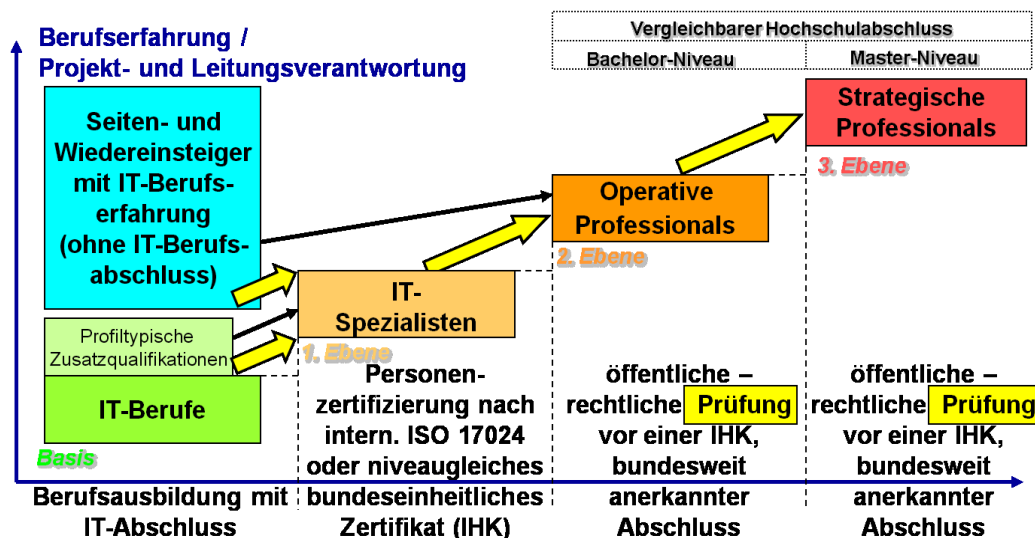 Vergleichbarer Hochschulabschluss
Bachelor-Niveau
Master-Niveau
Berufserfahrung /
Projekt- und Leitungsverantwortung
Seiten- und
Wiedereinsteiger
mit IT-Berufs-
erfahrung
(ohne IT-Berufs-
abschluss)
Strategische
Professionals
3. Ebene
Operative
Professionals
2. Ebene
IT-
Spezialisten
1. Ebene
Profiltypische
Zusatzqualifikationen
IT-Berufe
Basis
Berufsausbildung mit
IT-Abschluss
Personen-
zertifizierung nach
intern. ISO 17024
oder niveaugleiches
bundeseinheitliches
Zertifikat (IHK)
öffentliche –
rechtliche Prüfung
vor einer IHK,
bundesweit
anerkannter
Abschluss
öffentliche –
rechtliche Prüfung
vor einer IHK,
bundesweit
anerkannter
Abschluss